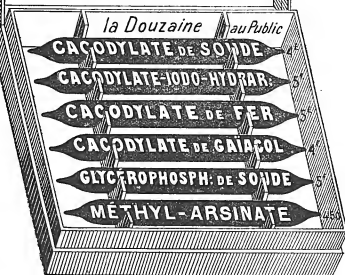 la Douzaine au Public
CACODYLATE DE SOUDE 4f
CACODYLATE-IODO-HYDRAR: 5f
CACODYLATE DE FER 5f
CACODYLATE DE GAIACOL 4f
GLYCEROPHOSPH: DE SOUDE 5f
MÉTHYL-ARSINATE